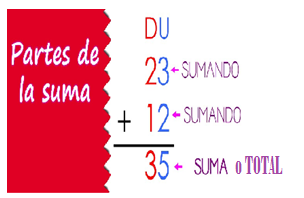 Partes de
la suma
DU
23 SUMANDO
+ 12 SUMANDO
35 SUMA o TOTAL